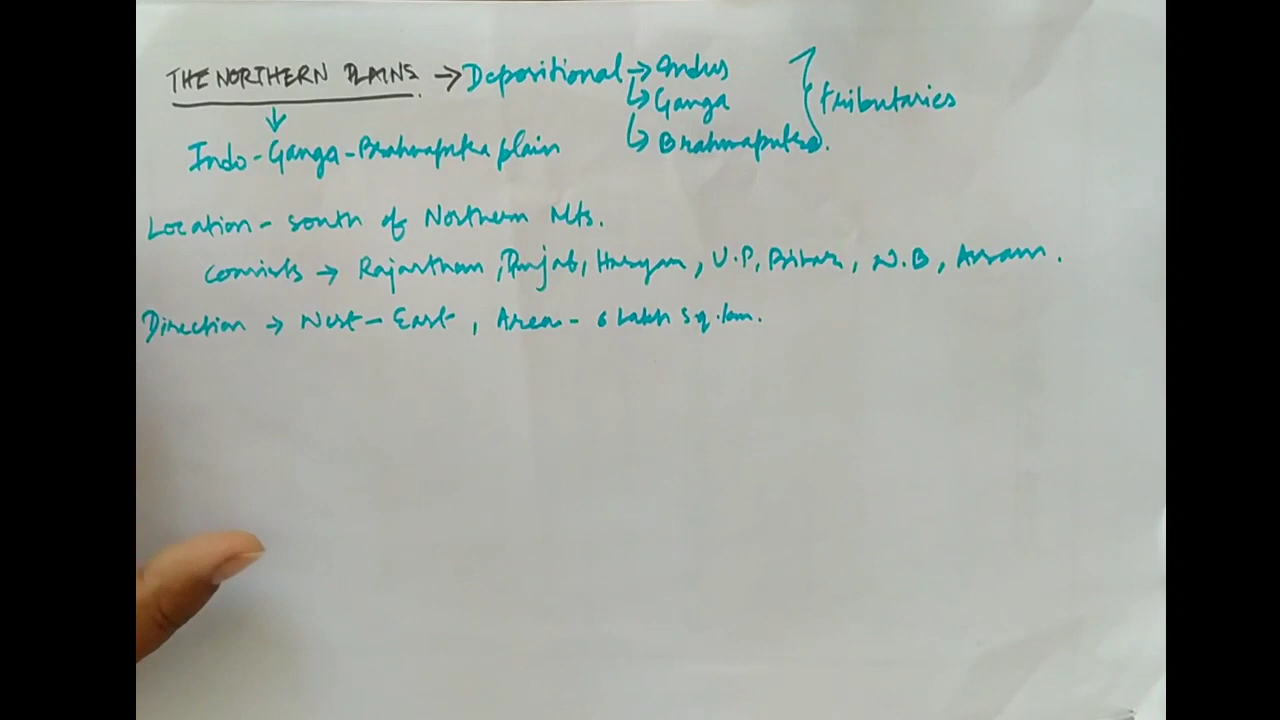 THE NORTHERN PLAINS. → Depositional → Indus
↳ Ganga
↳ Brahmaputra.
} tributaries
↓
Indo-Ganga-Brahmaputra plain
Location - south of Northern Mts.
consists → Rajasthan, Punjab, Haryana, U.P, Bihar, W.B, Assam.
Direction → West - East, Area - 6 lakh sq.km.